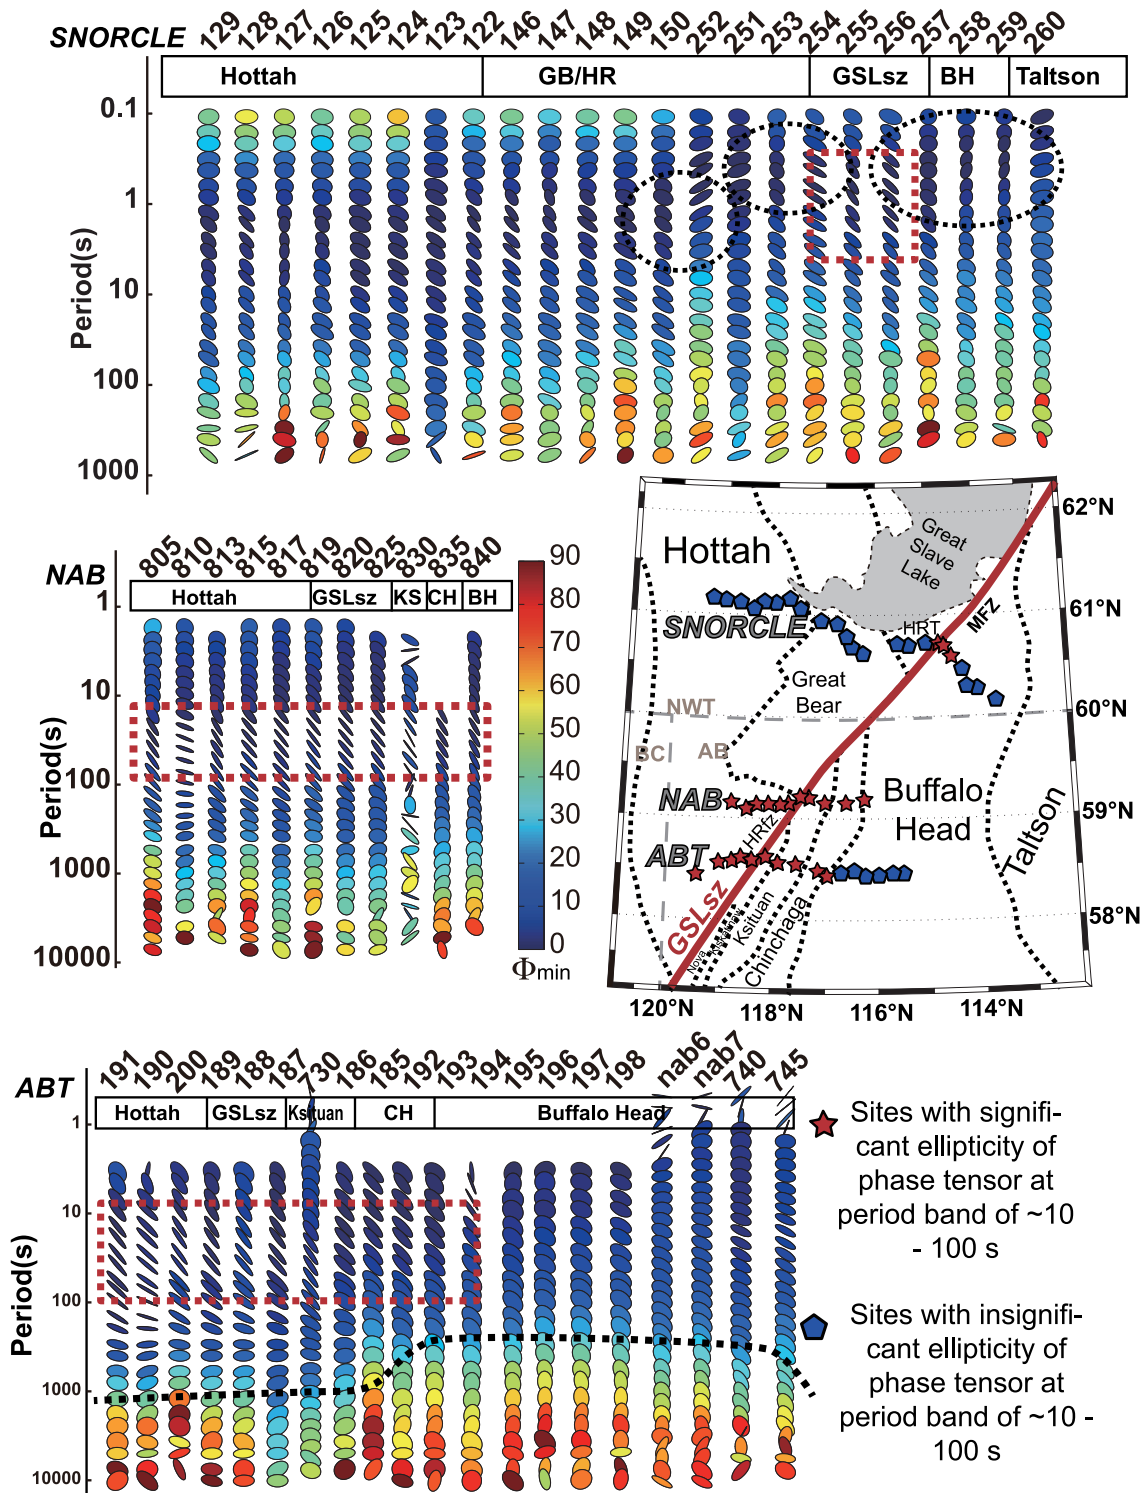 SNORCLE
129 128 127 126 125 124 123 122 146 147 148 149 150 252 251 253 254 255 256 257 258 259 260
Hottah GB/HR GSLsz BH Taltson
Period(s)
0.1
1
10
100
1000
NAB
805 810 813 815 817 819 820 825 830 835 840
Hottah GSLsz KS CH BH
Period(s)
1
10
100
1000
10000
90
80
70
60
50
40
30
20
10
0
Φmin
Hottah
Great
Slave
Lake
SNORCLE
HRT
MFZ
Great
Bear
NWT
BC
AB
NAB
HRfz
ABT
Buffalo
Head
Taltson
GSLsz
Nova
Ksituan
Chinchaga
62°N
61°N
60°N
59°N
58°N
120°N 118°N 116°N 114°N
ABT
191 190 200 189 188 187 730 186 185 192 193 194 195 196 197 198 nab6 nab7 740 745
Hottah GSLsz Ksituan CH Buffalo Head
Period(s)
1
10
100
1000
10000
Sites with signifi-
cant ellipticity of
phase tensor at
period band of ~10
- 100 s
Sites with insignifi-
cant ellipticity of
phase tensor at
period band of ~10 -
100 s